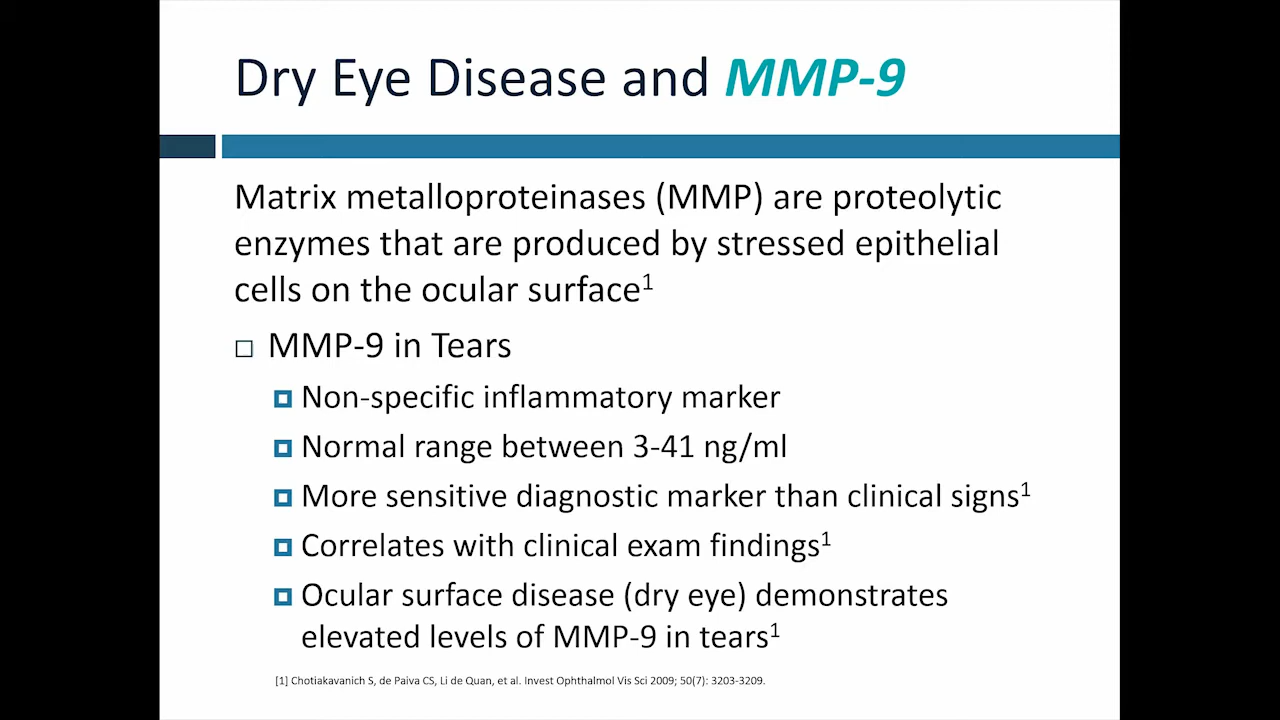 Dry Eye Disease and MMP-9
Matrix metalloproteinases (MMP) are proteolytic
enzymes that are produced by stressed epithelial
cells on the ocular surface¹
MMP-9 in Tears
Non-specific inflammatory marker
Normal range between 3-41 ng/ml
More sensitive diagnostic marker than clinical signs¹
Correlates with clinical exam findings¹
Ocular surface disease (dry eye) demonstrates
elevated levels of MMP-9 in tears¹
[1] Chotiakavanich S, de Paiva CS, Li de Quan, et al. Invest Ophthalmol Vis Sci 2009; 50(7): 3203-3209.